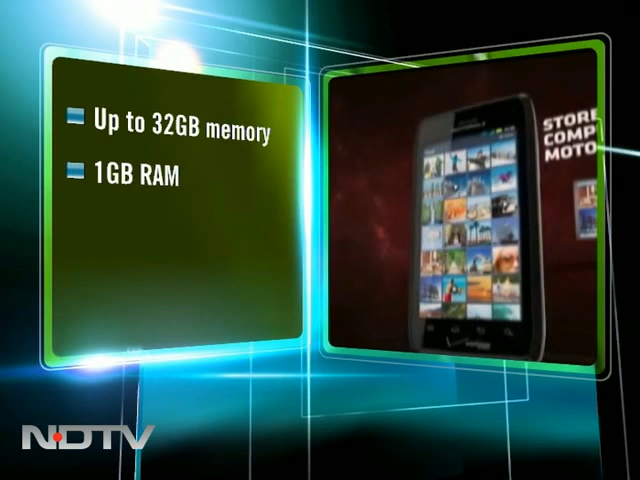 Up to 32GB memory
1GB RAM
STORE
COMP
MOTO
NDTV